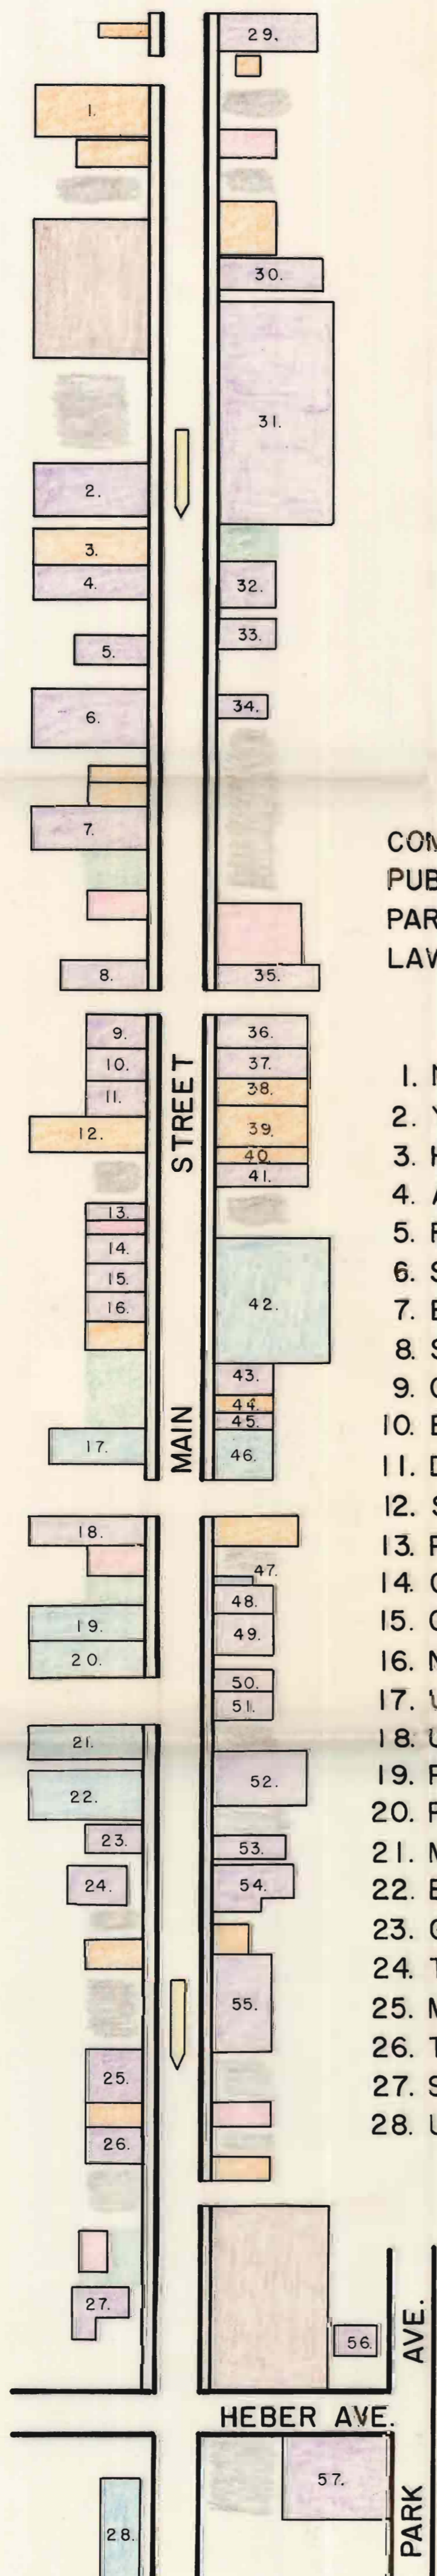 29.
1.
30.
31.
2.
3.
4.
32.
33.
5.
34.
6.
7.
8.
35.
9.
10.
11.
12.
36.
37.
38.
39.
40.
41.
STREET
MAIN
13.
14.
15.
16.
17.
42.
43.
44.
45.
46.
18.
19.
20.
47.
48.
49.
50.
51.
21.
22.
23.
24.
52.
53.
54.
55.
25.
26.
27.
56.
HEBER AVE.
PARK AVE.
57.
28.
CON
PUB
PAR
LAW
1. N
2. Y
3. H
4. A
5. F
6. S
7. E
8. S
9. C
10. E
11. D
12. S
13. F
14. C
15. C
16. N
17.
18. U
19. F
20. F
21. M
22. E
23. C
24. T
25. M
26. T
27. S
28. U